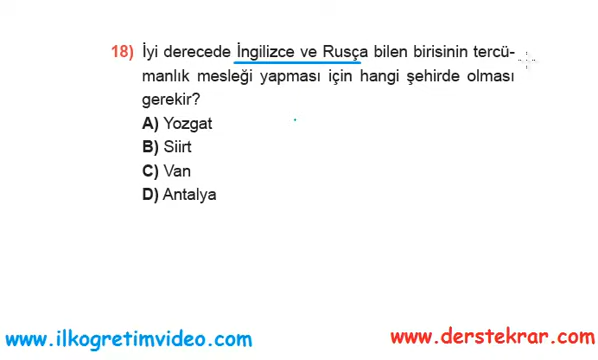 18) İyi derecede İngilizce ve Rusça bilen birisinin tercü-
manlık mesleği yapması için hangi şehirde olması
gerekir?
A) Yozgat
B) Siirt
C) Van
D) Antalya
www.ilkogretimvideo.com
www.derstekrar.com